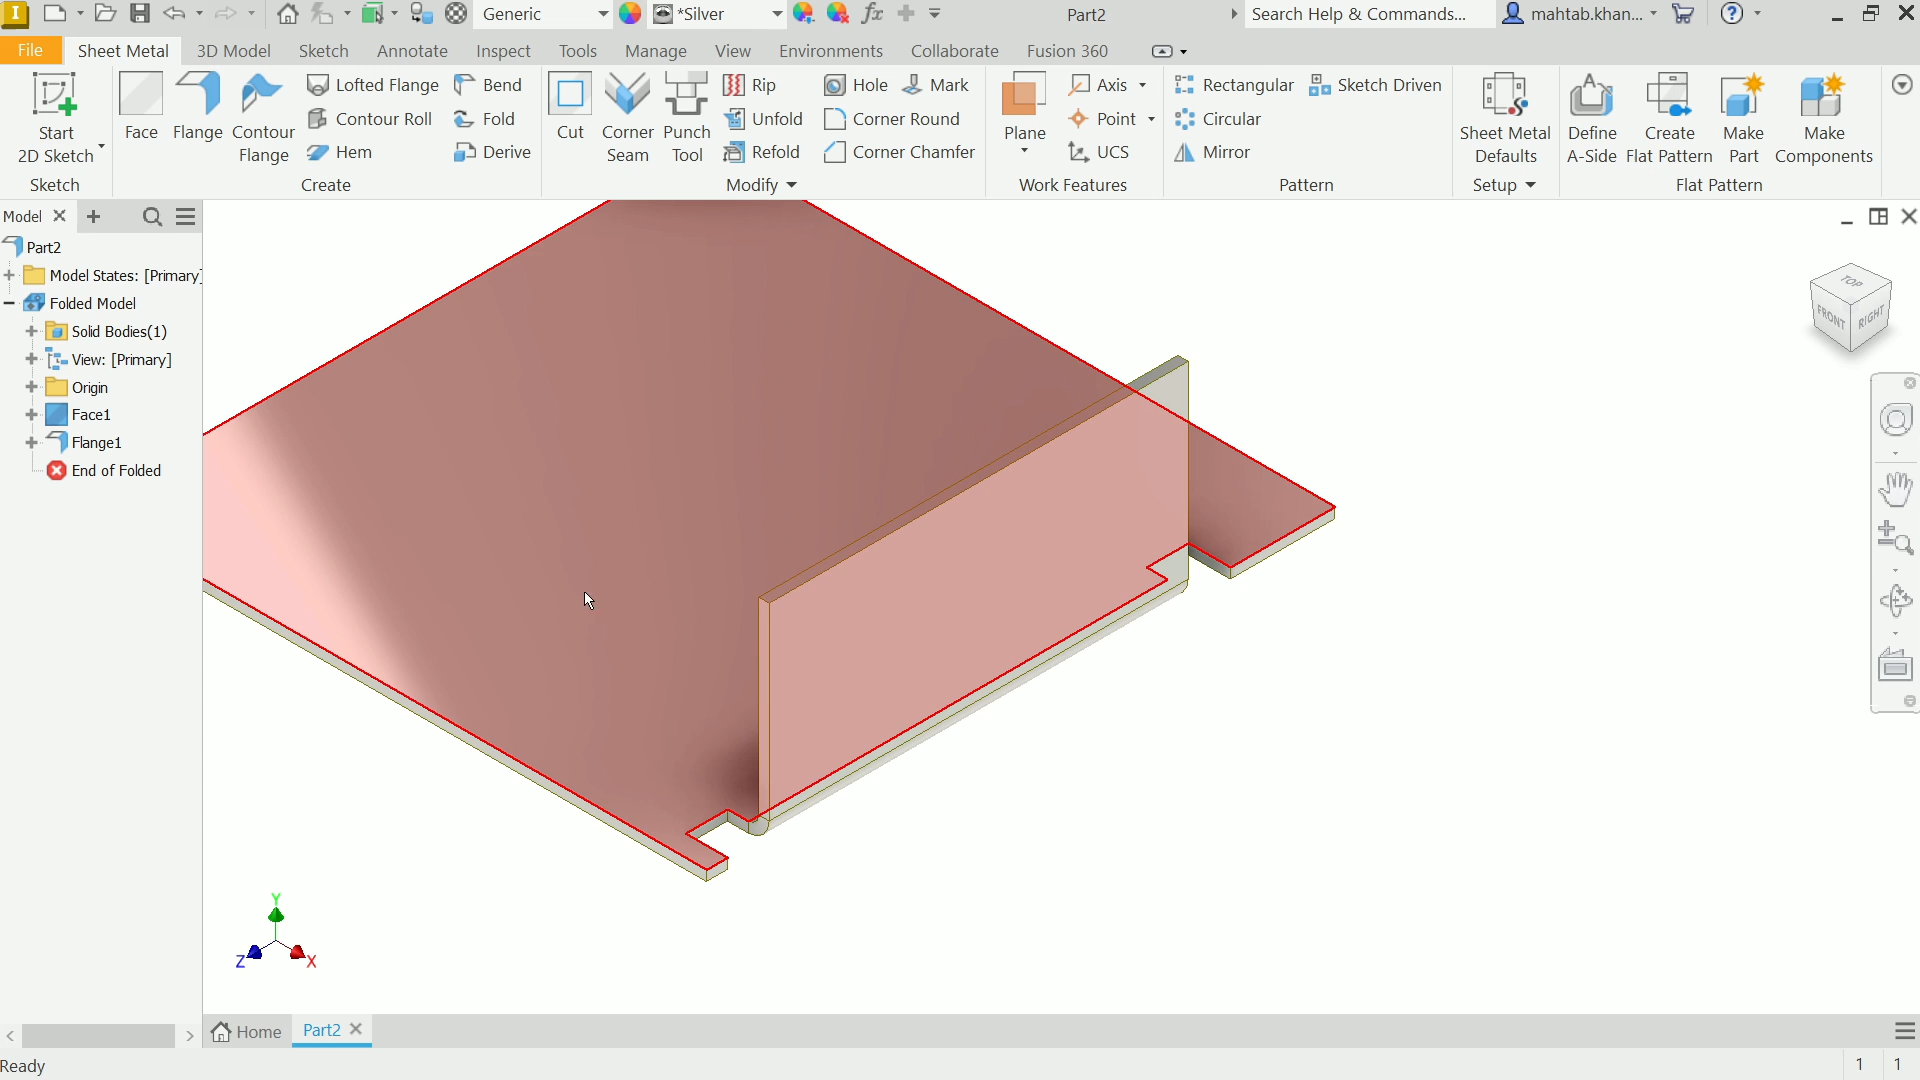 Generic
*Silver
fx
Part2
Search Help & Commands...
mahtab.khan...
File
Sheet Metal
3D Model
Sketch
Annotate
Inspect
Tools
Manage
View
Environments
Collaborate
Fusion 360
Start
2D Sketch
Sketch
Face
Flange
Contour
Flange
Lofted Flange
Contour Roll
Hem
Bend
Fold
Derive
Create
Cut
Corner
Seam
Punch
Tool
Rip
Unfold
Refold
Hole
Mark
Corner Round
Corner Chamfer
Modify
Plane
Axis
Point
UCS
Work Features
Rectangular
Sketch Driven
Circular
Mirror
Pattern
Sheet Metal
Defaults
Setup
Define
A-Side
Create
Flat Pattern
Make
Part
Make
Components
Flat Pattern
Model
Part2
Model States: [Primary]
Folded Model
Solid Bodies(1)
View: [Primary]
Origin
Face1
Flange1
End of Folded
TOP
FRONT
RIGHT
Y
Z
X
Home
Part2
Ready
1
1